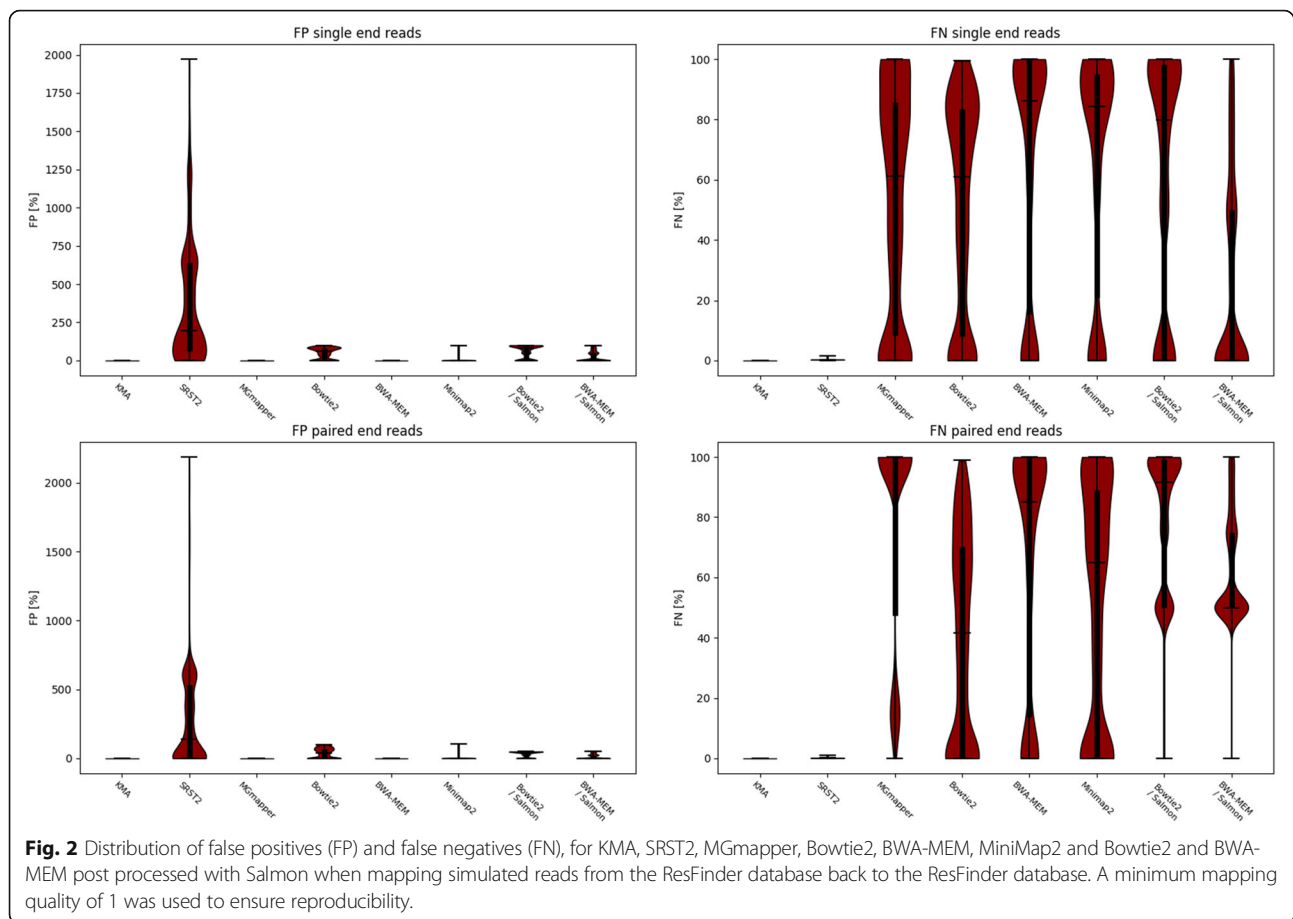 FP single end reads
FP [%]
2000
1750
1500
1250
1000
750
500
250
0
KMA
SRST2
MGmapper
Bowtie2
BWA-MEM
Minimap2
Bowtie2
/ Salmon
BWA-MEM
/ Salmon
FN single end reads
FN [%]
100
80
60
40
20
0
KMA
SRST2
MGmapper
Bowtie2
BWA-MEM
Minimap2
Bowtie2
/ Salmon
BWA-MEM
/ Salmon
FP paired end reads
FP [%]
2000
1500
1000
500
0
KMA
SRST2
MGmapper
Bowtie2
BWA-MEM
Minimap2
Bowtie2
/ Salmon
BWA-MEM
/ Salmon
FN paired end reads
FN [%]
100
80
60
40
20
0
KMA
SRST2
MGmapper
Bowtie2
BWA-MEM
Minimap2
Bowtie2
/ Salmon
BWA-MEM
/ Salmon
Fig. 2 Distribution of false positives (FP) and false negatives (FN), for KMA, SRST2, MGmapper, Bowtie2, BWA-MEM, MiniMap2 and Bowtie2 and BWA-
MEM post processed with Salmon when mapping simulated reads from the ResFinder database back to the ResFinder database. A minimum mapping
quality of 1 was used to ensure reproducibility.